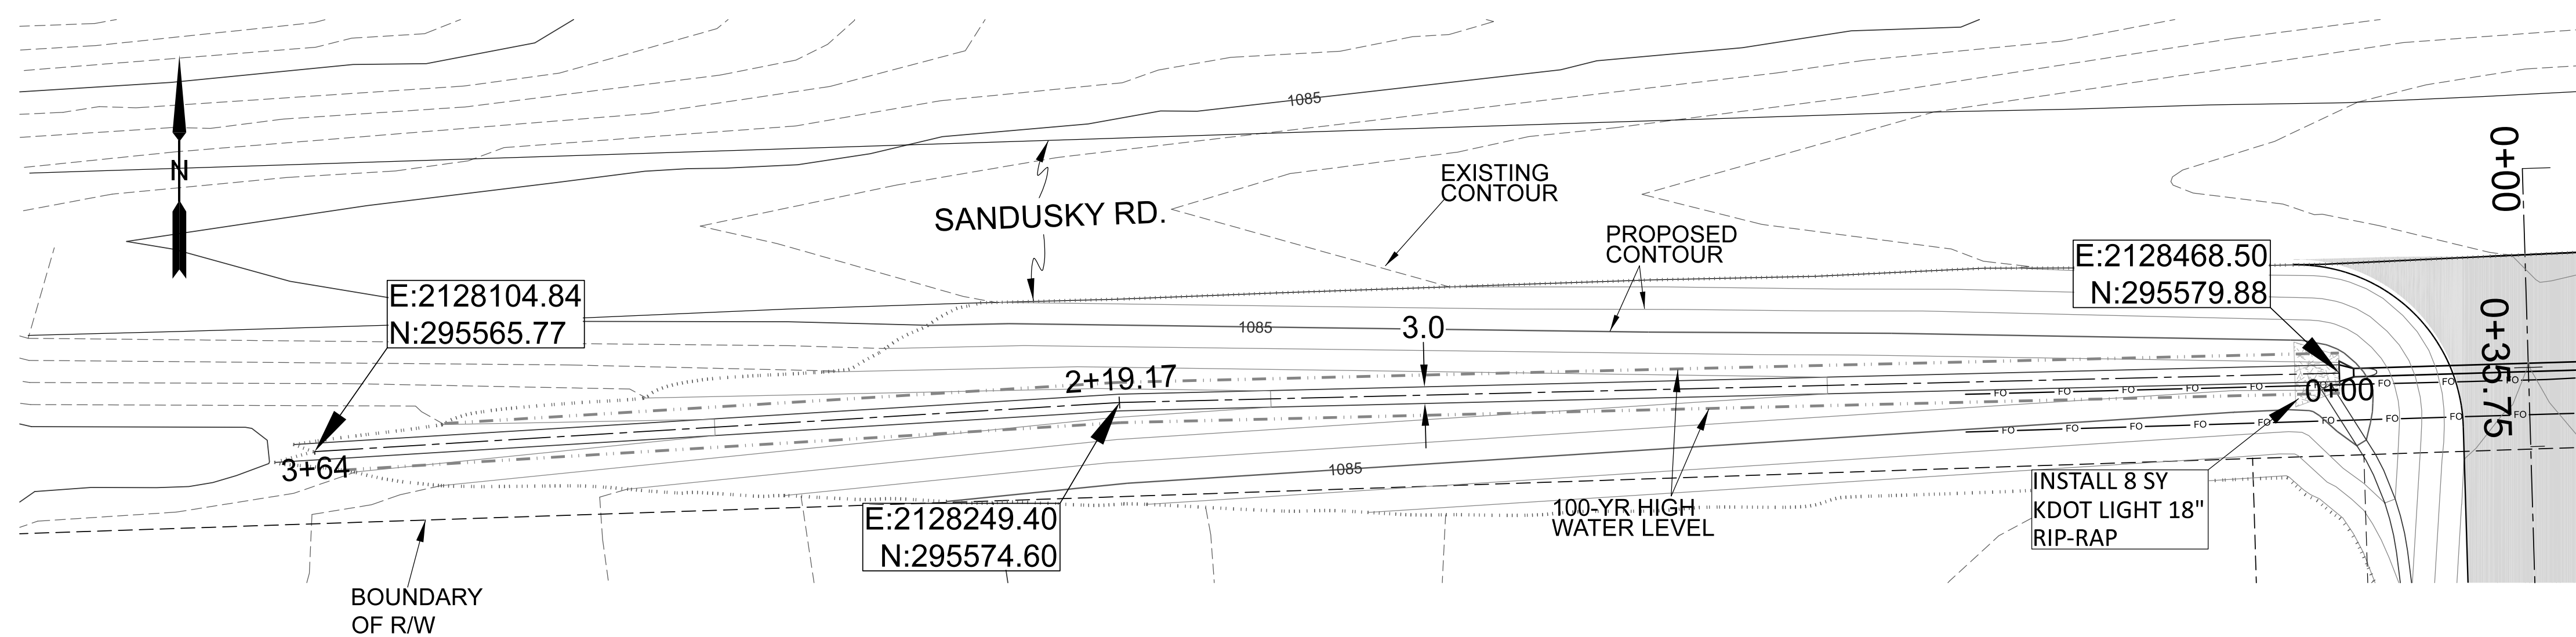 1085
0+00
N
EXISTING
CONTOUR
SANDUSKY RD.
PROPOSED
CONTOUR
E:2128468.50
N:295579.88
E:2128104.84
N:295565.77
1085
3.0
0+35.75
2+19.17
FO FO FO FO FO FO FO FO
0+00
FO FO FO FO FO FO FO FO FO
3+64
1085
INSTALL 8 SY
KDOT LIGHT 18"
RIP-RAP
100-YR HIGH
WATER LEVEL
E:2128249.40
N:295574.60
BOUNDARY
OF R/W